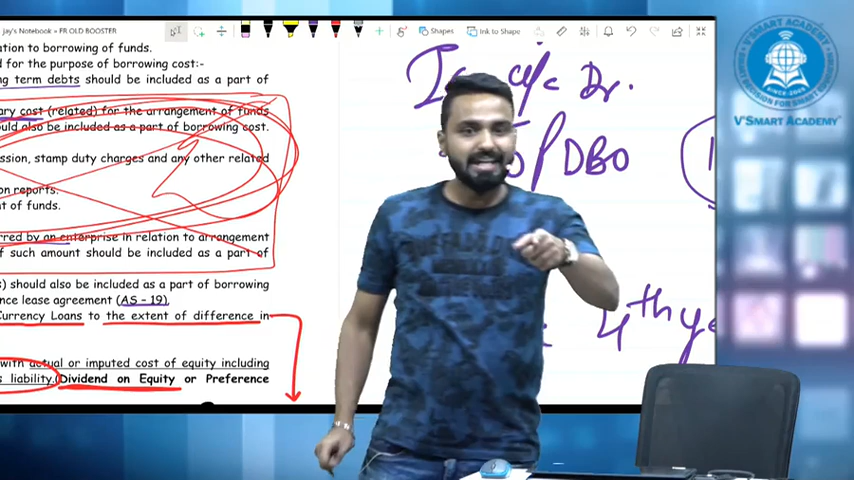 jay's Notebook » FR OLD BOOSTER
Shapes
Ink to Shape
ation to borrowing of funds.
d for the purpose of borrowing cost:-
ng term debts should be included as a part of
ary cost (related) for the arrangement of funds
ould also be included as a part of borrowing cost.
ssion, stamp duty charges and any other related
on reports.
nt of funds.
rred by an enterprise in relation to arrangement
f such amount should be included as a part of
s) should also be included as a part of borrowing
nce lease agreement (AS – 19).
Currency Loans to the extent of difference in
with actual or imputed cost of equity including
s liability. (Dividend on Equity or Preference
Dr.
DBO
4th ye
V'SMART ACADEMY
SINCE-2009
V'SMART ACADEMY